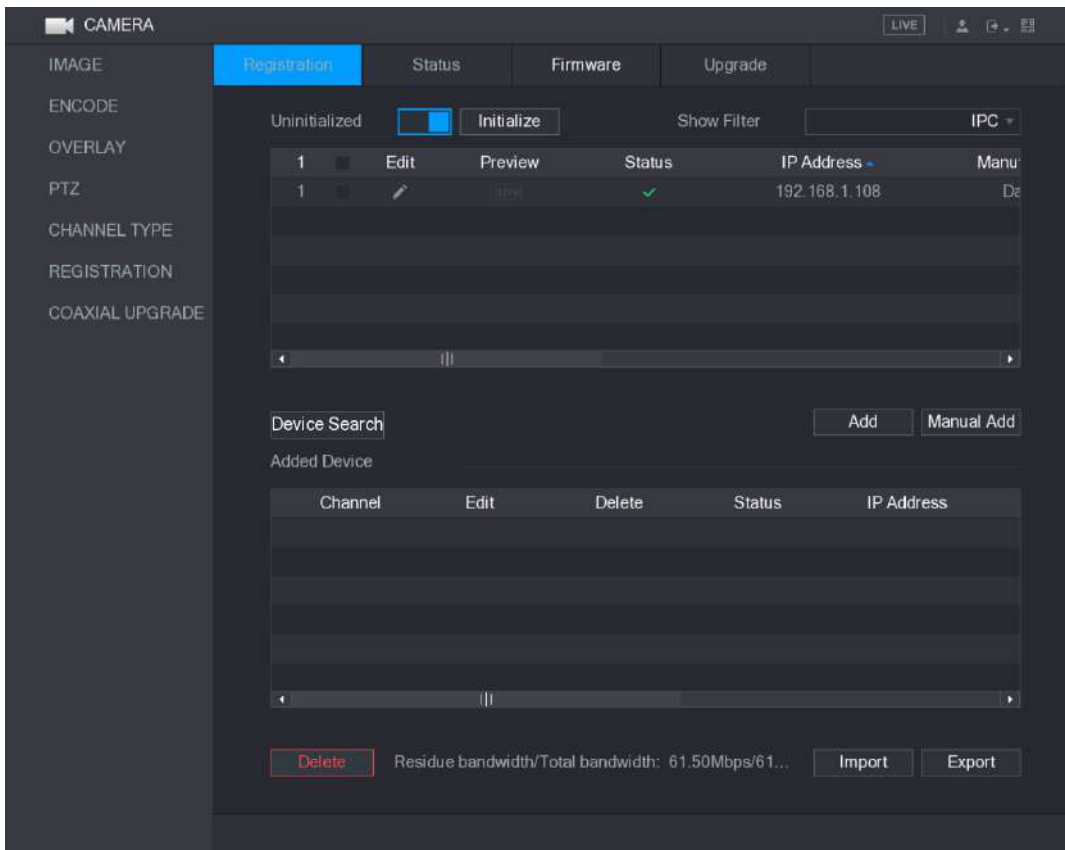 CAMERA
LIVE
IMAGE
ENCODE
OVERLAY
PTZ
CHANNEL TYPE
REGISTRATION
COAXIAL UPGRADE
Registration Status Firmware Upgrade
Uninitialized Initialize Show Filter IPC
1 Edit Preview Status IP Address Manu
1 192.168.1.108 Da
Device Search Add Manual Add
Added Device
Channel Edit Delete Status IP Address
Delete Residue bandwidth/Total bandwidth: 61.50Mbps/61... Import Export